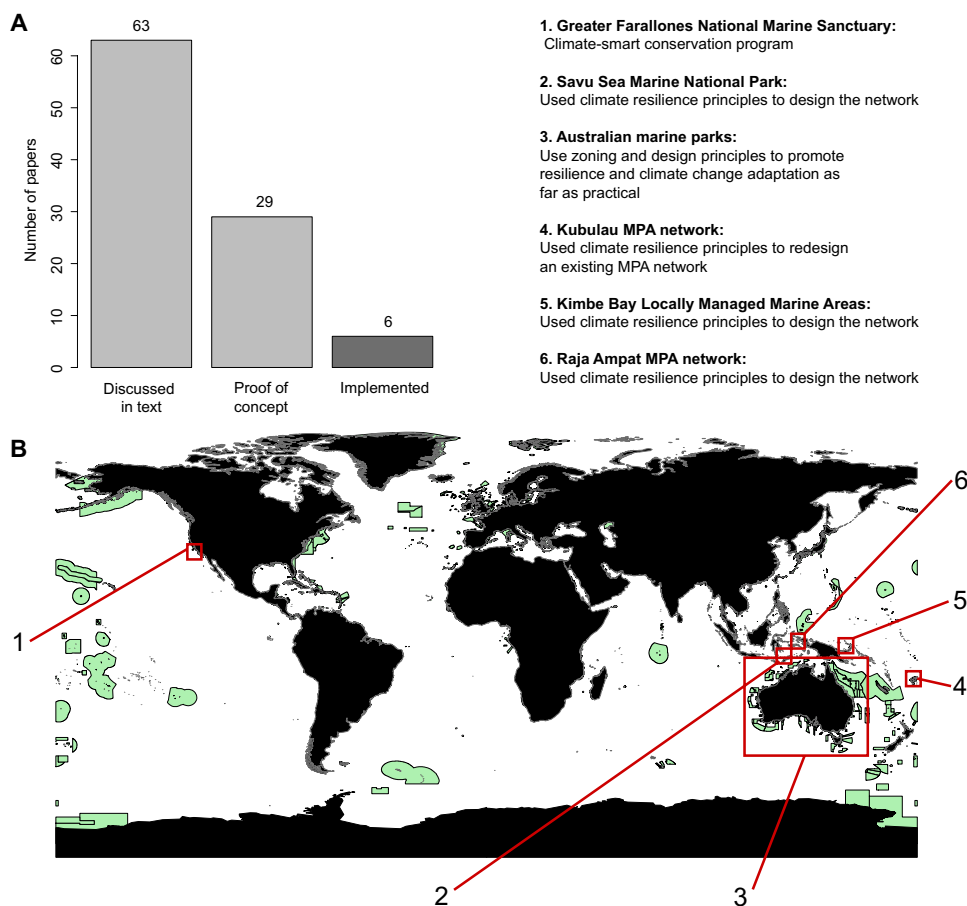 A
63
29
6
Number of papers
60
50
40
30
20
10
0
Discussed
in text
Proof of
concept
Implemented
1. Greater Farallones National Marine Sanctuary:
Climate-smart conservation program
2. Savu Sea Marine National Park:
Used climate resilience principles to design the network
3. Australian marine parks:
Use zoning and design principles to promote
resilience and climate change adaptation as
far as practical
4. Kubulau MPA network:
Used climate resilience principles to redesign
an existing MPA network
5. Kimbe Bay Locally Managed Marine Areas:
Used climate resilience principles to design the network
6. Raja Ampat MPA network:
Used climate resilience principles to design the network
B
6
5
1
4
2
3